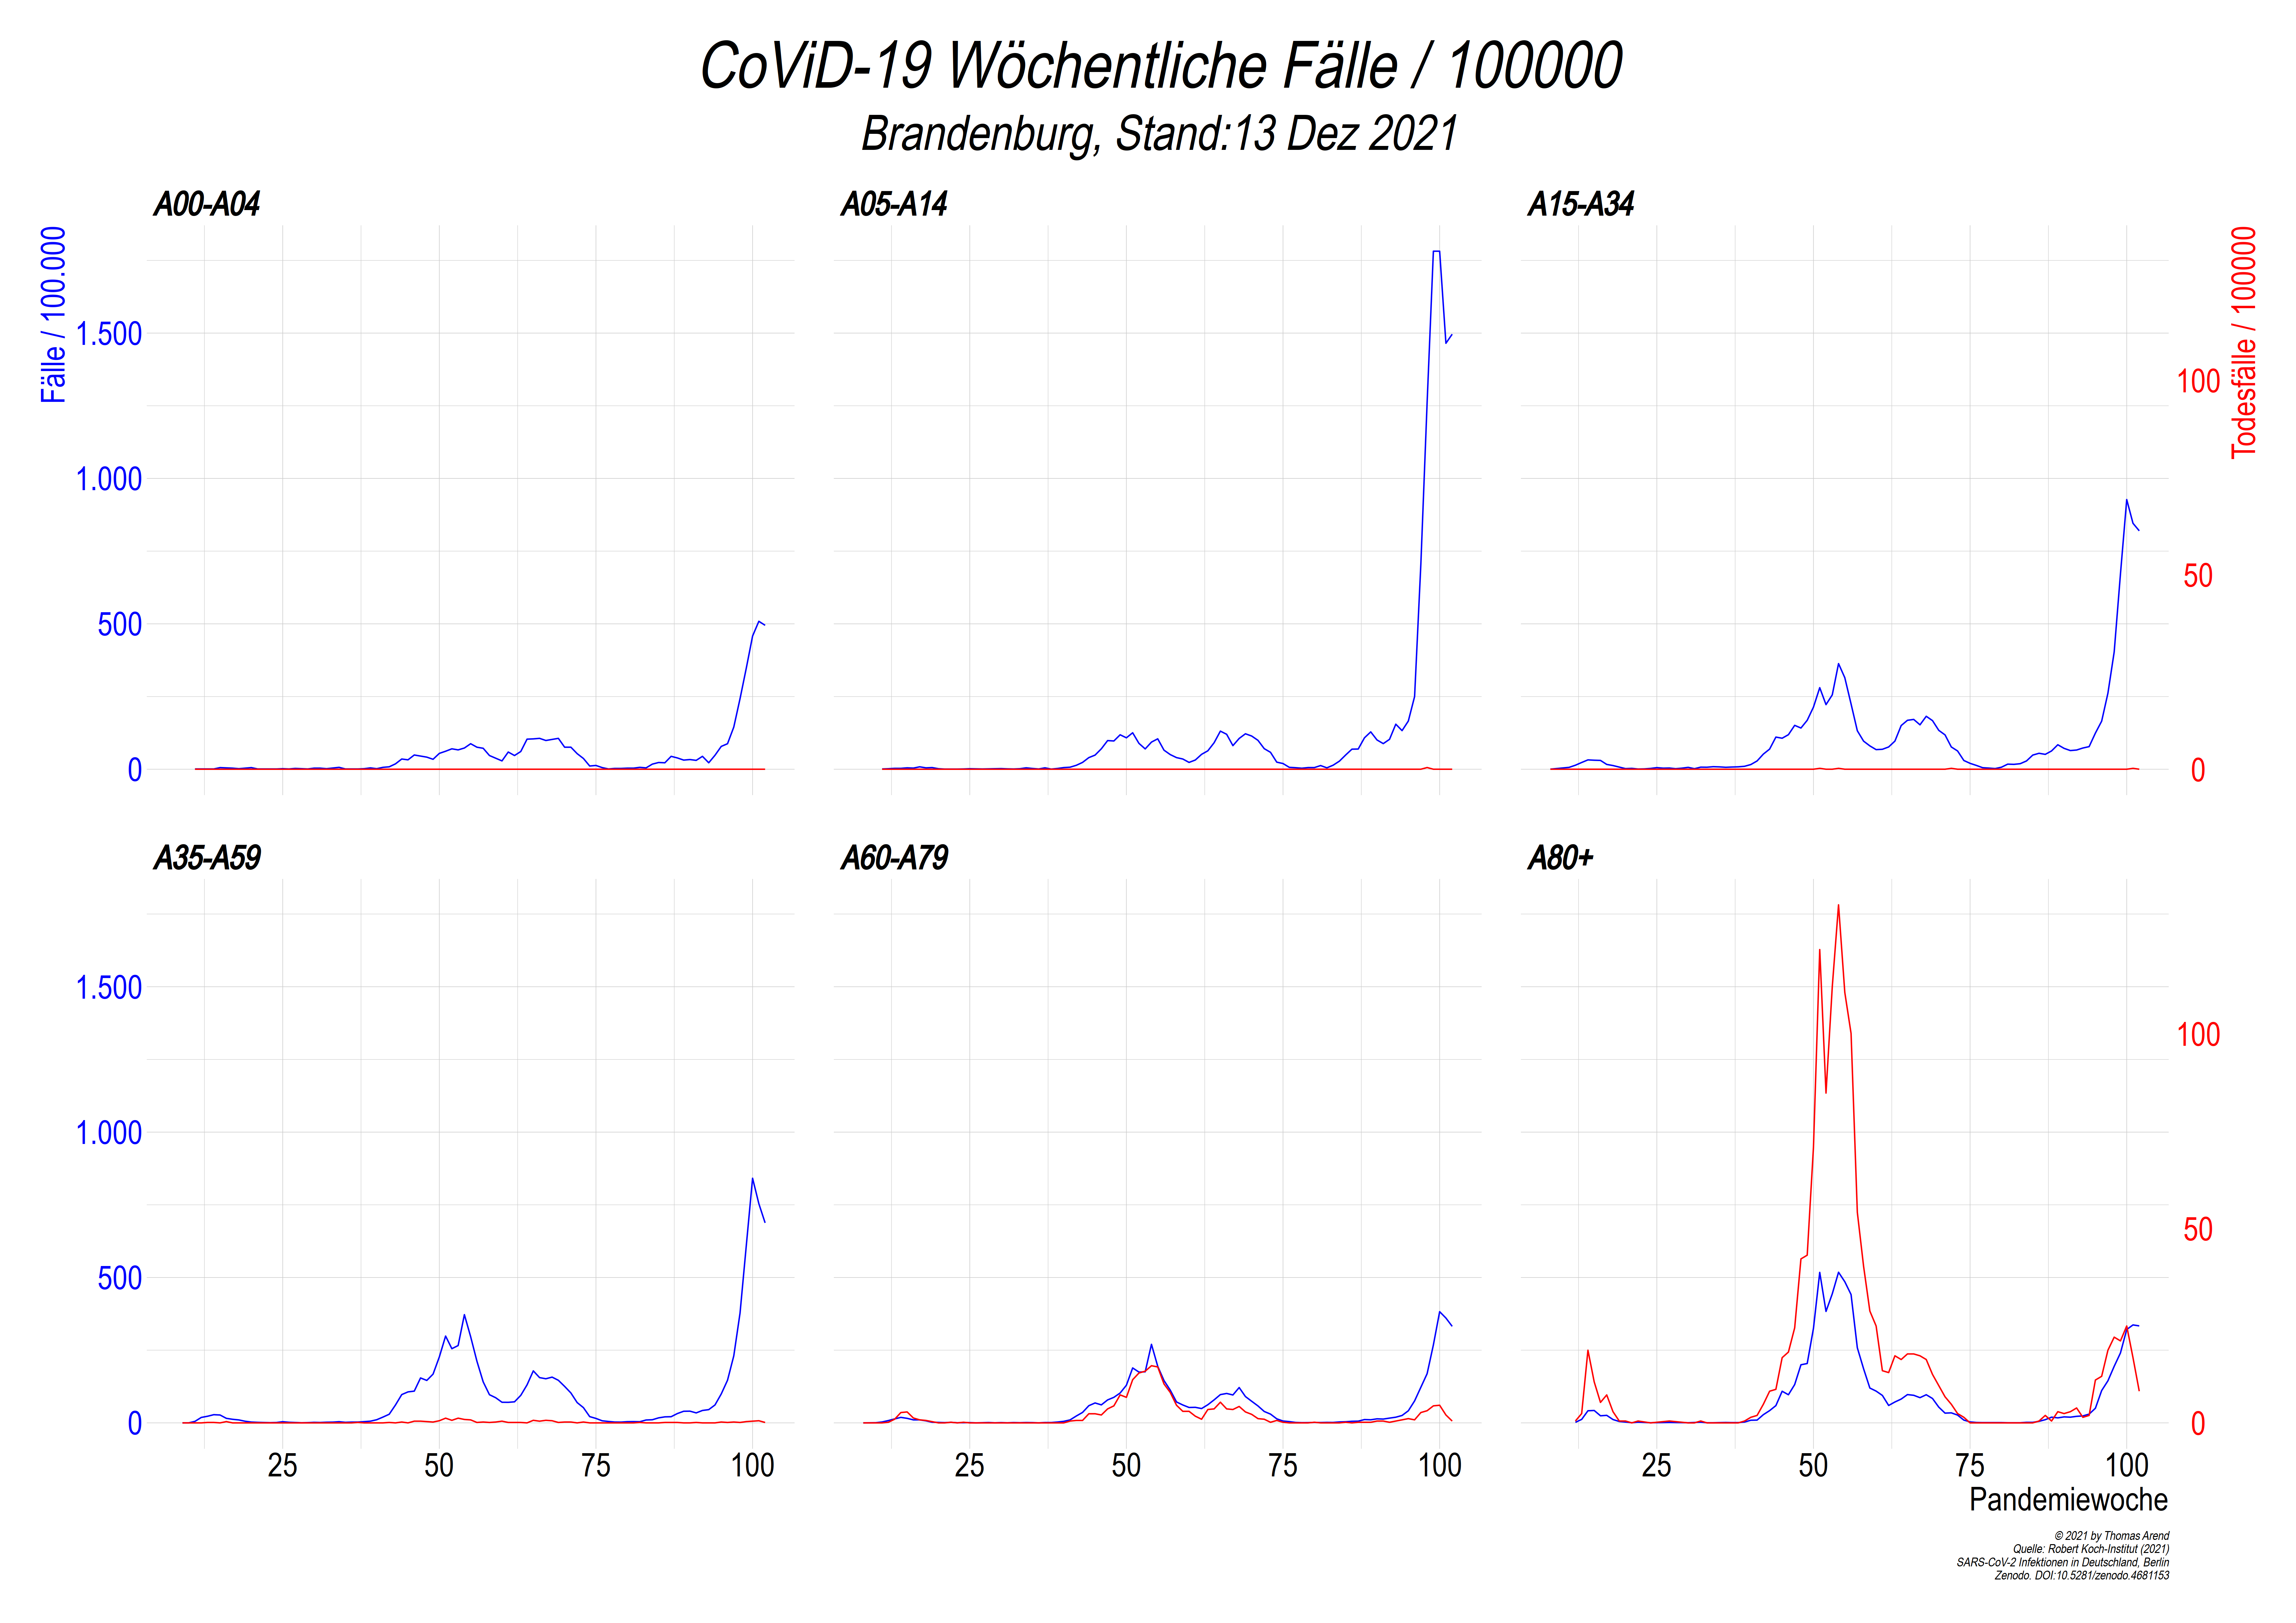 CoViD-19 Wöchentliche Fälle / 100000
Brandenburg, Stand:13 Dez 2021
A00-A04
A05-A14
A15-A34
Fälle / 100.000
1.500
1.000
500
0
Todesfälle / 100000
100
50
0
A35-A59
A60-A79
A80+
1.500
1.000
500
0
100
50
0
25 50 75 100
25 50 75 100
25 50 75 100
Pandemiewoche
© 2021 by Thomas Arend
Quelle: Robert Koch-Institut (2021)
SARS-CoV-2 Infektionen in Deutschland, Berlin
Zenodo. DOI:10.5281/zenodo.4681153